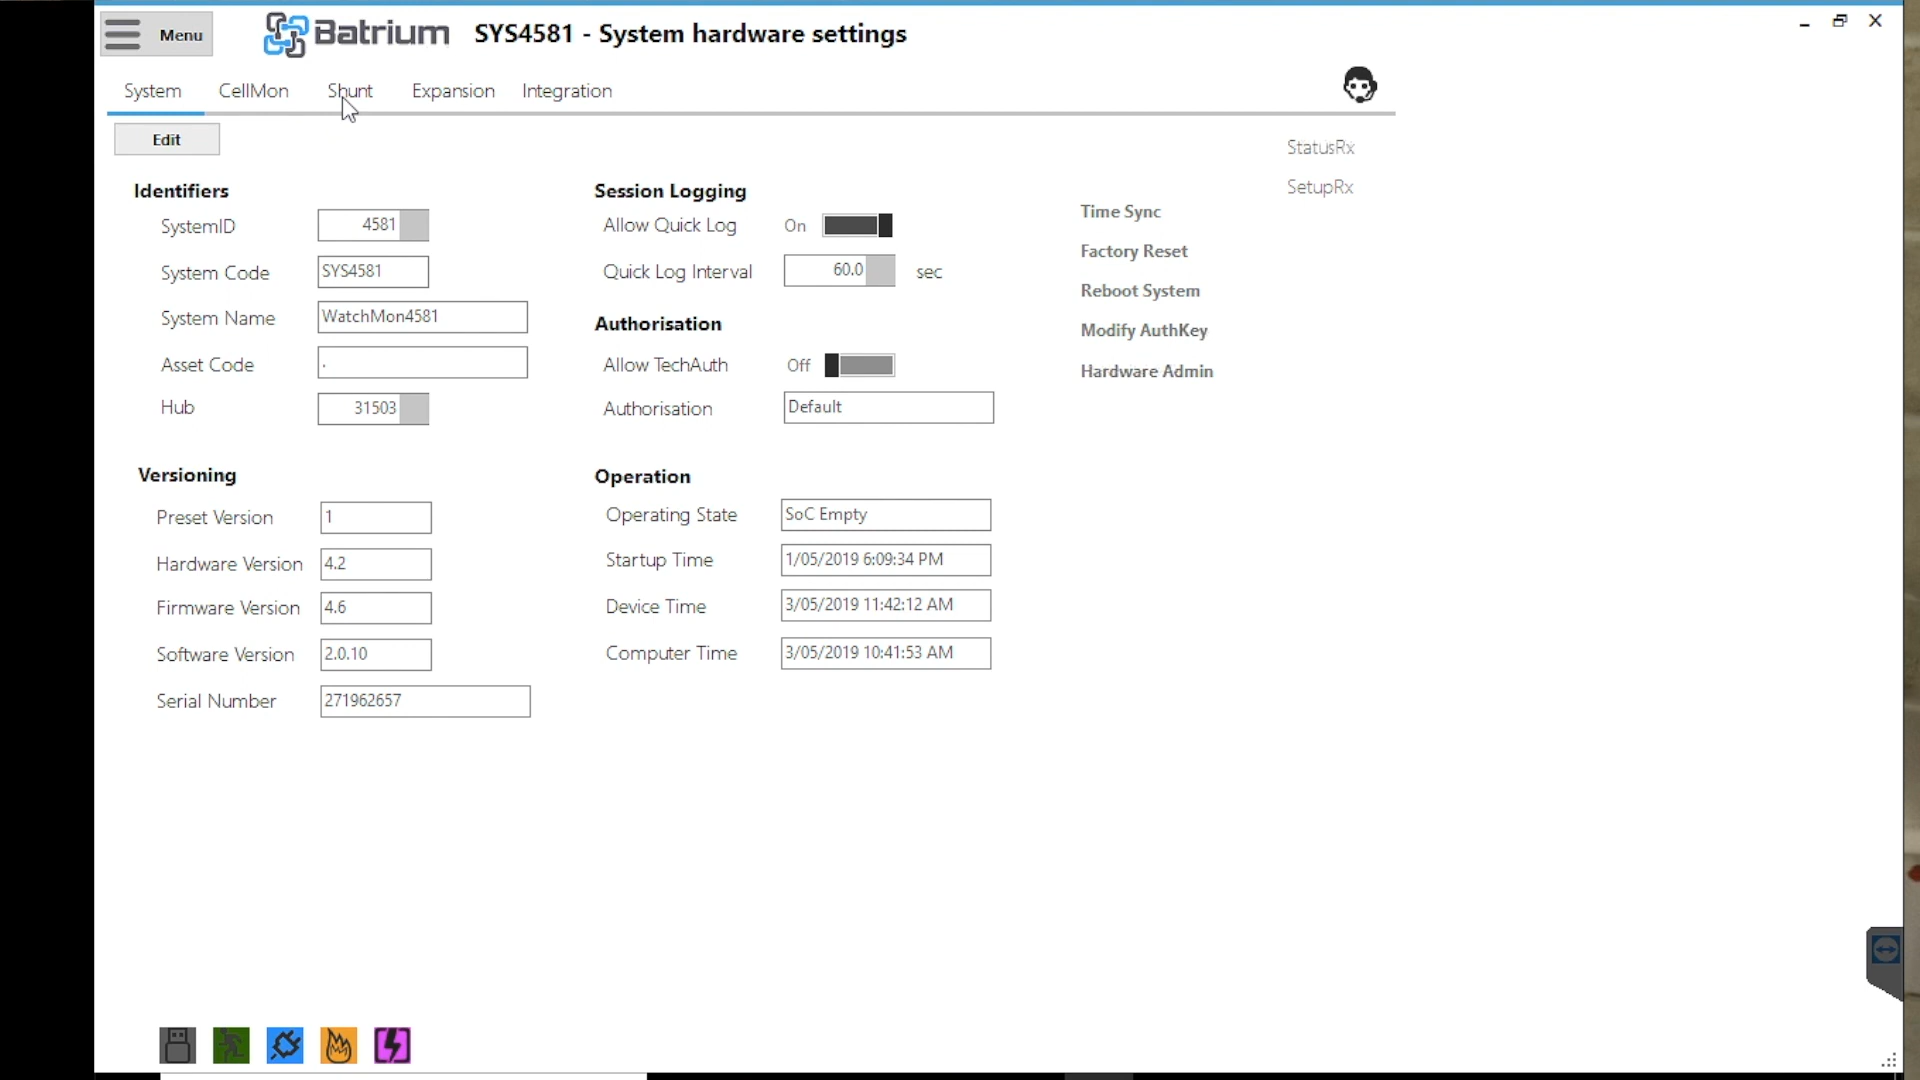 Menu
Batrium
SYS4581 - System hardware settings
System
CellMon
Shunt
Expansion
Integration
Edit
StatusRx
SetupRx
Identifiers
SystemID
4581
System Code
SYS4581
System Name
WatchMon4581
Asset Code
.
Hub
31503
Versioning
Preset Version
1
Hardware Version
4.2
Firmware Version
4.6
Software Version
2.0.10
Serial Number
271962657
Session Logging
Allow Quick Log
On
Quick Log Interval
60.0
sec
Authorisation
Allow TechAuth
Off
Authorisation
Default
Operation
Operating State
SoC Empty
Startup Time
1/05/2019 6:09:34 PM
Device Time
3/05/2019 11:42:12 AM
Computer Time
3/05/2019 10:41:53 AM
Time Sync
Factory Reset
Reboot System
Modify AuthKey
Hardware Admin